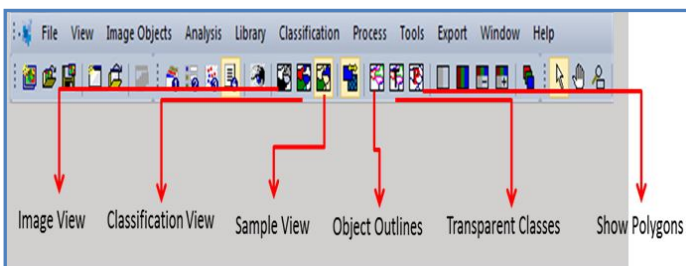 File View Image Objects Analysis Library Classification Process Tools Export Window Help
Image View Classification View Sample View Object Outlines Transparent Classes Show Polygons